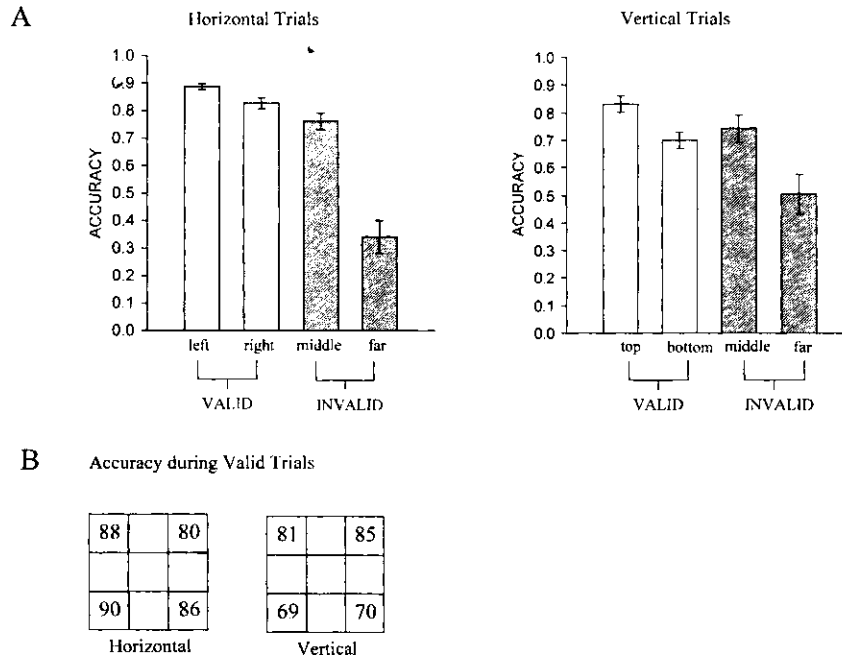 A
Horizontal Trials
1.0
0.9
0.8
0.7
0.6
0.5
0.4
0.3
0.2
0.1
0.0
ACCURACY
left right middle far
VALID INVALID
Vertical Trials
1.0
0.9
0.8
0.7
0.6
0.5
0.4
0.3
0.2
0.1
0.0
ACCURACY
top bottom middle far
VALID INVALID
B
Accuracy during Valid Trials
88 80
90 86
Horizontal
81 85
69 70
Vertical